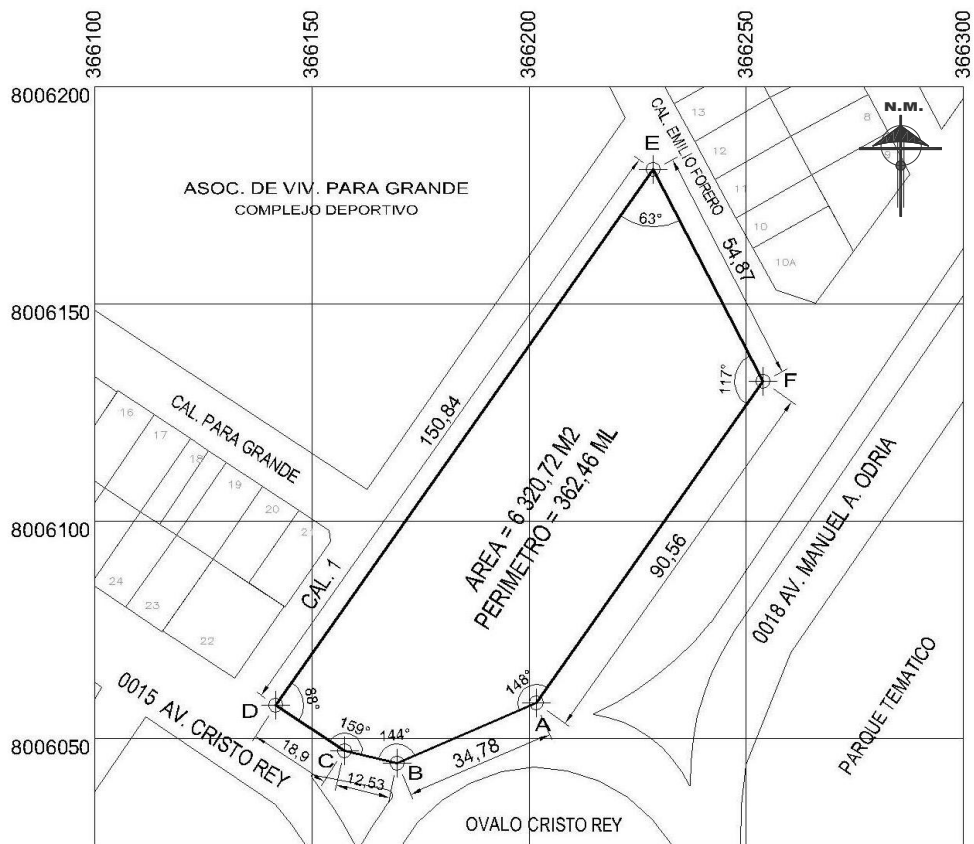 366100
366150
366200
366250
366300
8006200
8006150
8006100
8006050
N.M.
ASOC. DE VIV. PARA GRANDE
COMPLEJO DEPORTIVO
CAL. EMILIO FORERO
13
12
11
10
10A
8
9
E
63°
54,87
F
117°
150,84
AREA = 6 320,72 M2
PERIMETRO = 362,46 ML
90,56
CAL. PARA GRANDE
16
17
18
19
20
21
24
23
22
CAL. 1
0018 AV. MANUEL A. ODRIA
PARQUE TEMATICO
0015 AV. CRISTO REY
D
88°
159°
144°
148°
A
C
B
18,9
12,53
34,78
OVALO CRISTO REY